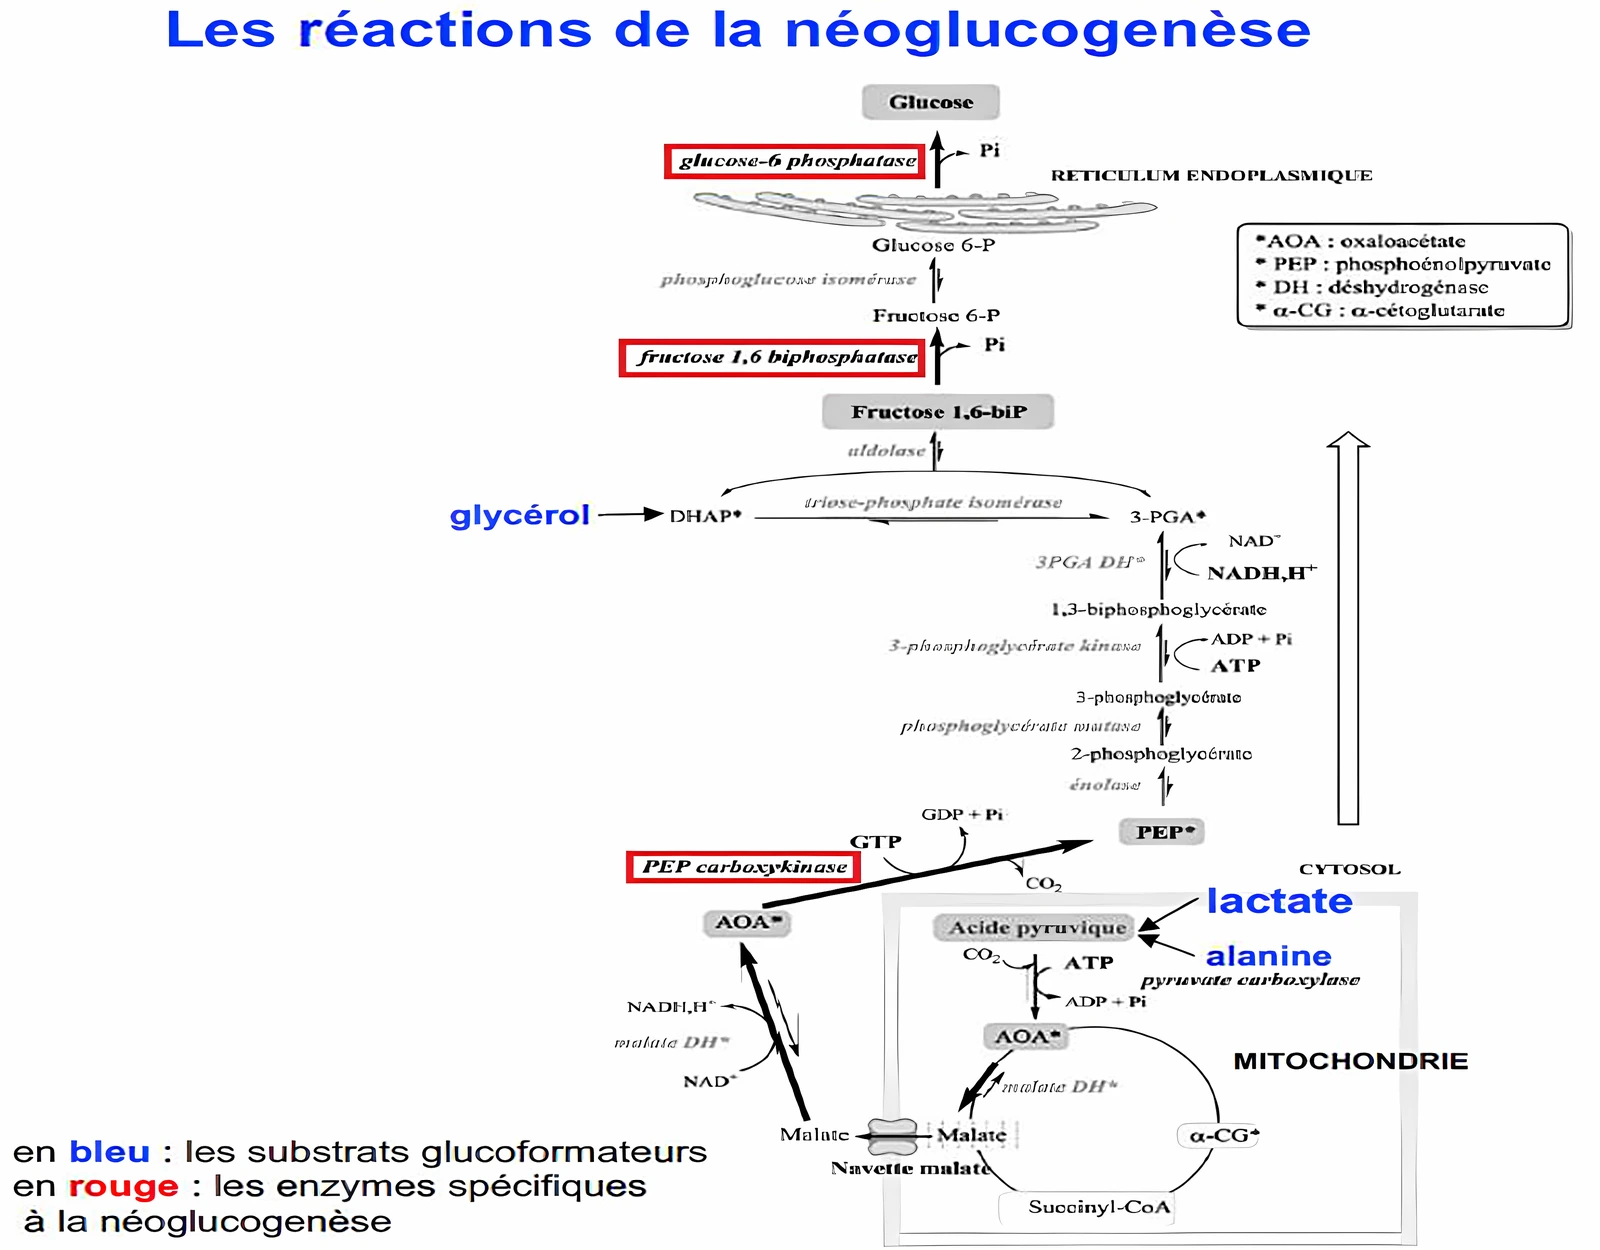 Les réactions de la néoglucogenèse
Glucose
glucose-6 phosphatase
Pi
RETICULUM ENDOPLASMIQUE
Glucose 6-P
*AOA : oxaloacétate
* PEP : phosphoénolpyruvate
* DH : déshydrogénase
* α-CG : α-cétoglutarate
phosphoglucose isomérase
Fructose 6-P
fructose 1,6 biphosphatase
Pi
Fructose 1,6-biP
aldolase
triose-phosphate isomérase
glycérol
DHAP*
3-PGA*
NAD+
3PGA DH*
NADH,H+
1,3-biphosphoglycérate
3-phosphoglycérate kinase
ADP + Pi
ATP
3-phosphoglycérate
phosphoglycérate mutase
2-phosphoglycérate
énolase
GDP + Pi
PEP*
GTP
PEP carboxykinase
CO2
CYTOSOL
lactate
AOA*
Acide pyruvique
alanine
CO2
ATP
pyruvate carboxylase
ADP + Pi
NADH,H+
AOA*
malate DH*
MITOCHONDRIE
NAD+
malate DH*
Malate
Malate
α-CG*
Navette malate
Succinyl-CoA
en bleu : les substrats glucoformateurs
en rouge : les enzymes spécifiques
à la néoglucogenèse